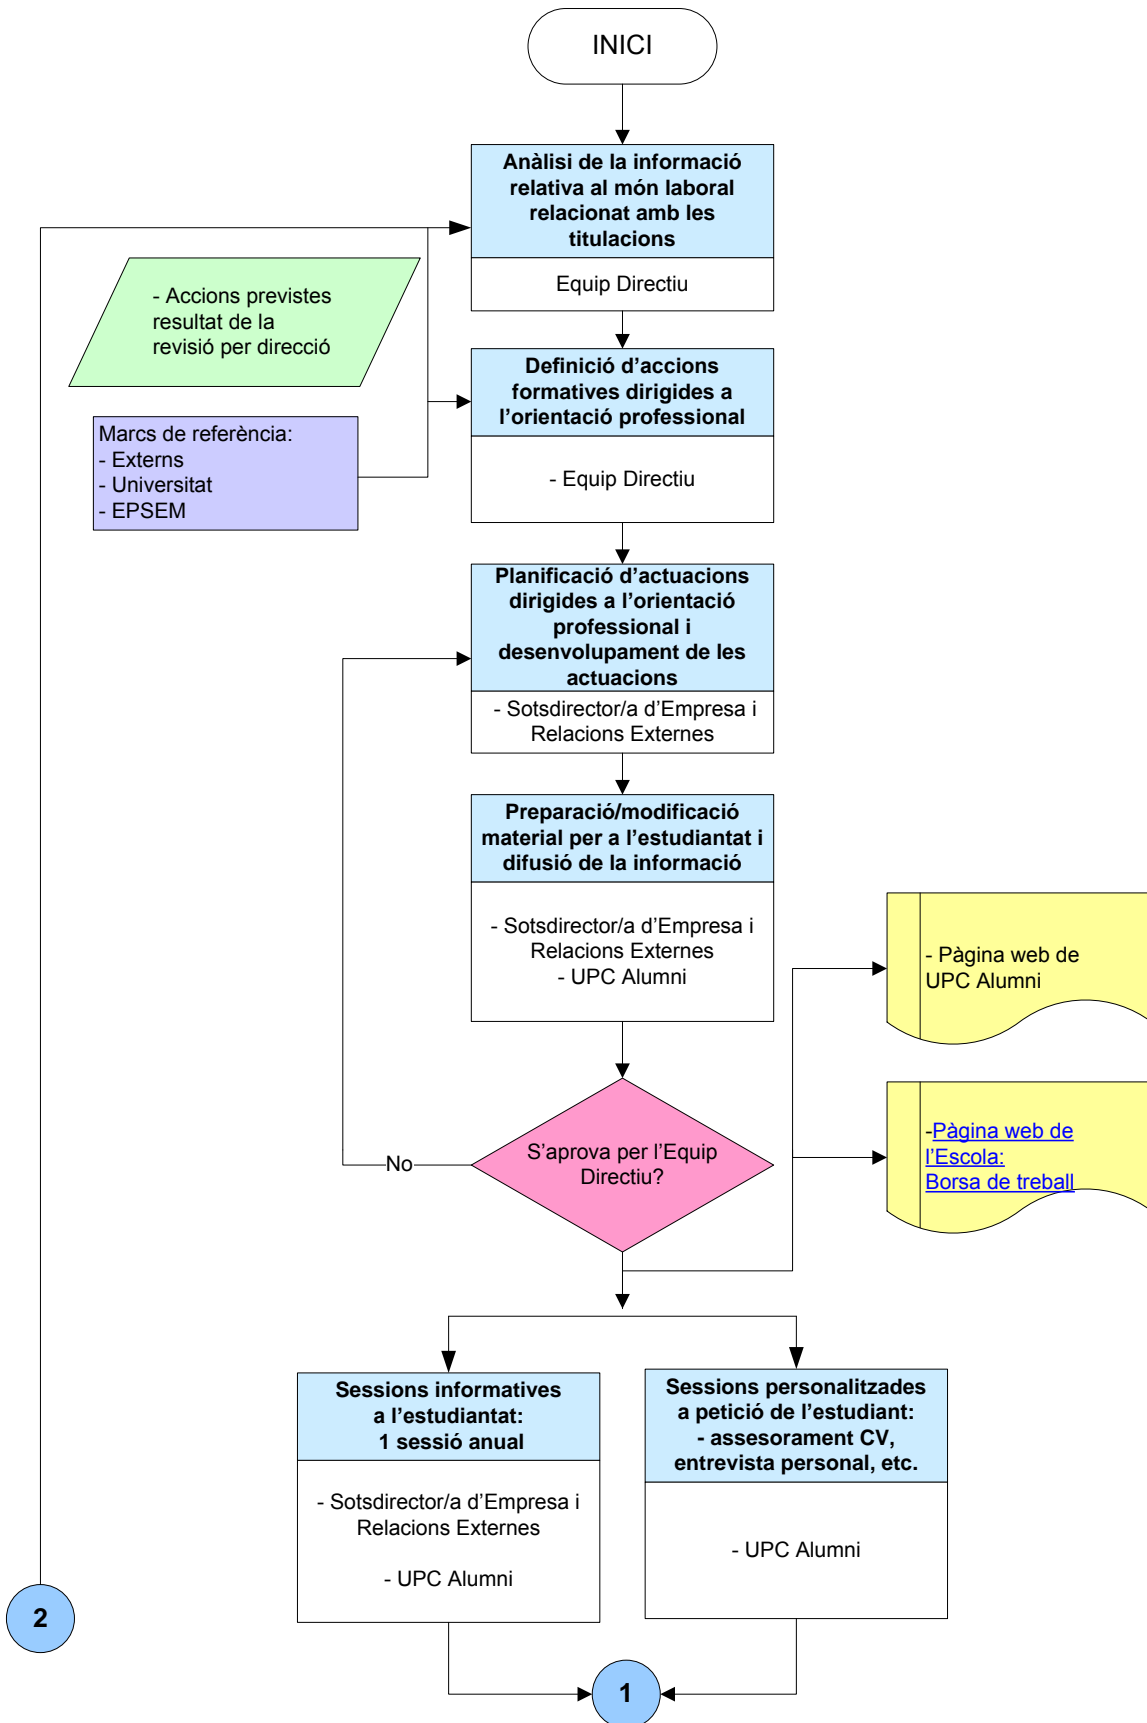 INICI
Anàlisi de la informació
relativa al món laboral
relacionat amb les
titulacions
Equip Directiu
- Accions previstes
resultat de la
revisió per direcció
Definició d’accions
formatives dirigides a
l’orientació professional
- Equip Directiu
Marcs de referència:
- Externs
- Universitat
- EPSEM
Planificació d’actuacions
dirigides a l’orientació
professional i
desenvolupament de les
actuacions
- Sotsdirector/a d’Empresa i
Relacions Externes
Preparació/modificació
material per a l’estudiantat i
difusió de la informació
- Sotsdirector/a d’Empresa i
Relacions Externes
- UPC Alumni
- Pàgina web de
UPC Alumni
S’aprova per l’Equip
Directiu?
No
-Pàgina web de
l’Escola:
Borsa de treball
Sessions informatives
a l’estudiantat:
1 sessió anual
- Sotsdirector/a d’Empresa i
Relacions Externes
- UPC Alumni
Sessions personalitzades
a petició de l’estudiant:
- assesorament CV,
entrevista personal, etc.
- UPC Alumni
2
1